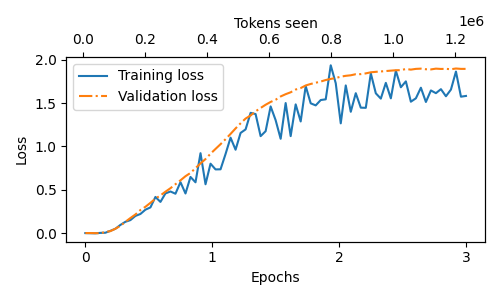 Tokens seen
0.0 0.2 0.4 0.6 0.8 1.0 1.2 1e6
Training loss
Validation loss
2.0
1.5
1.0
0.5
0.0
Loss
0 1 2 3
Epochs